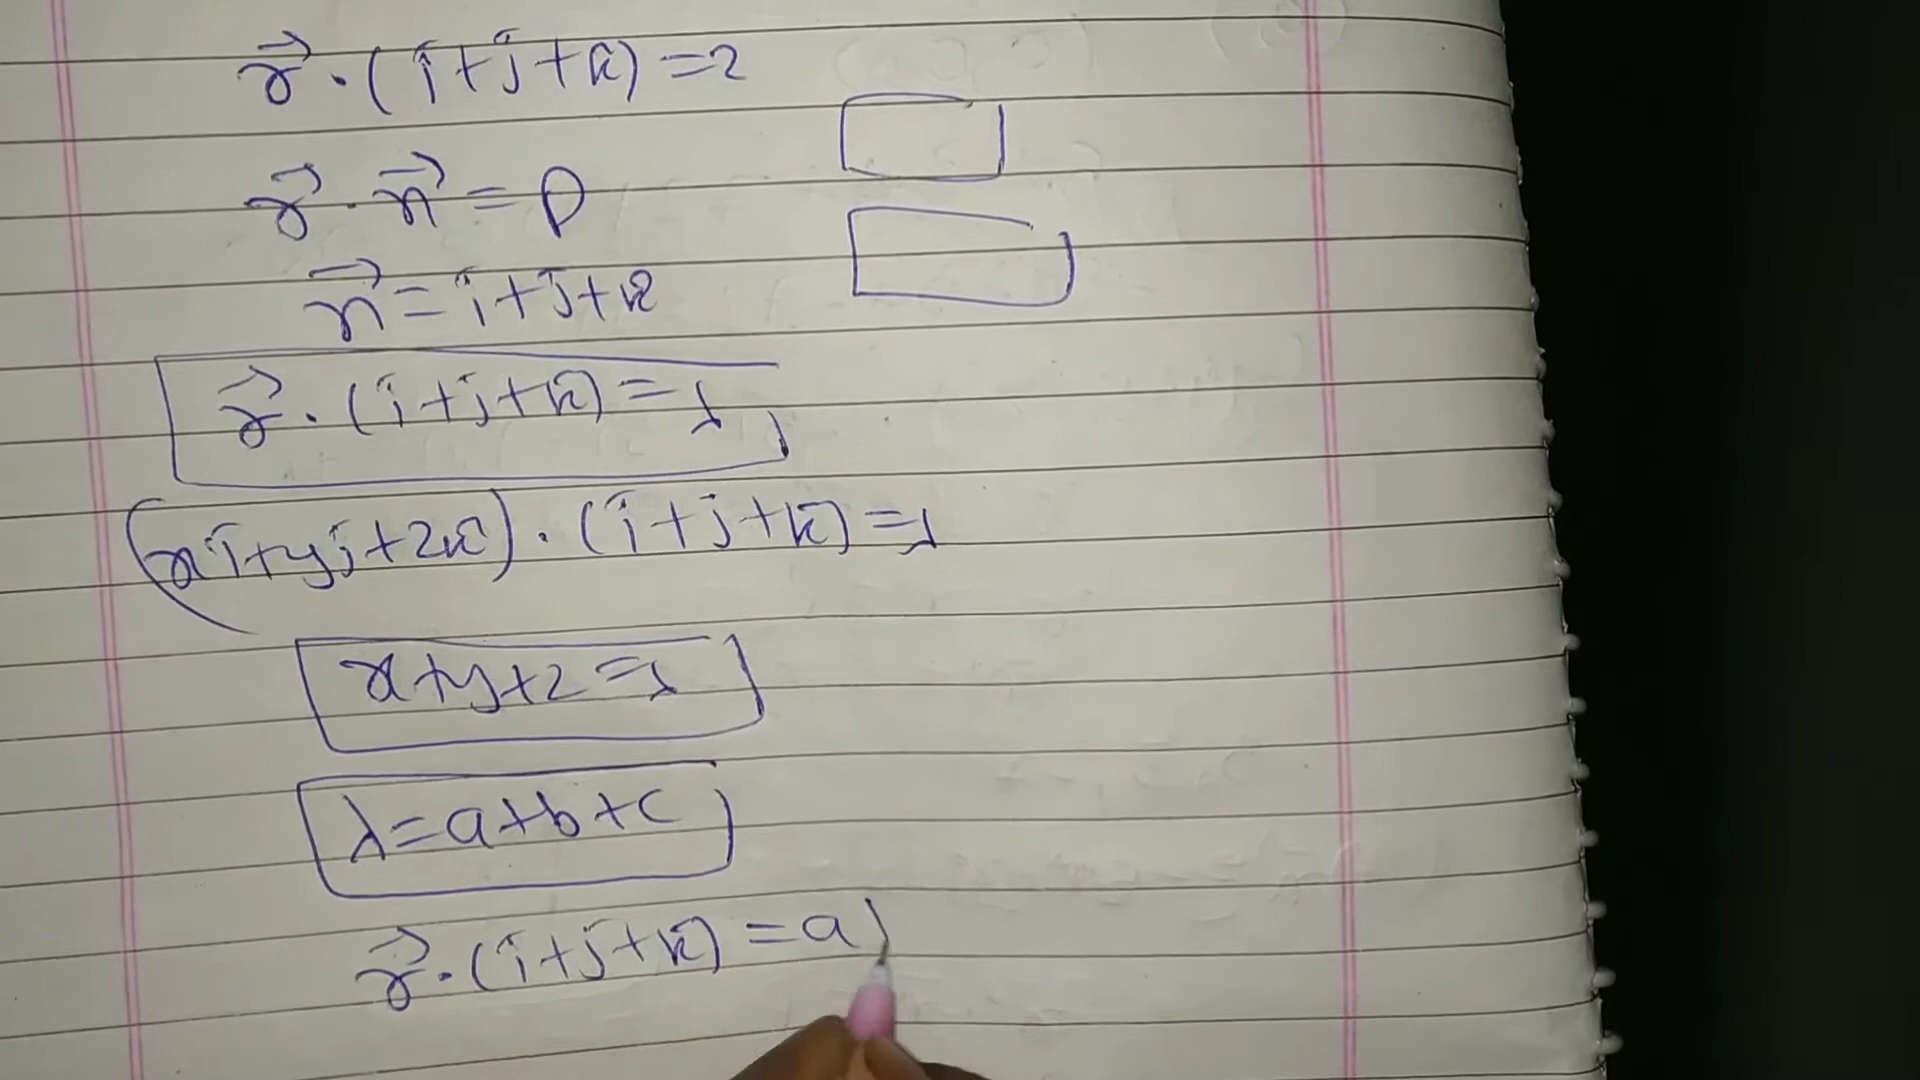 r⃗ · (î + ĵ + k̂) = 2
r⃗ · n⃗ = D
n⃗ = î + ĵ + k̂
r⃗ · (î + ĵ + k̂) = λ
(xî + yĵ + zk̂) · (î + ĵ + k̂) = λ
x + y + z = λ
λ = a + b + c
r⃗ · (î + ĵ + k̂) = a